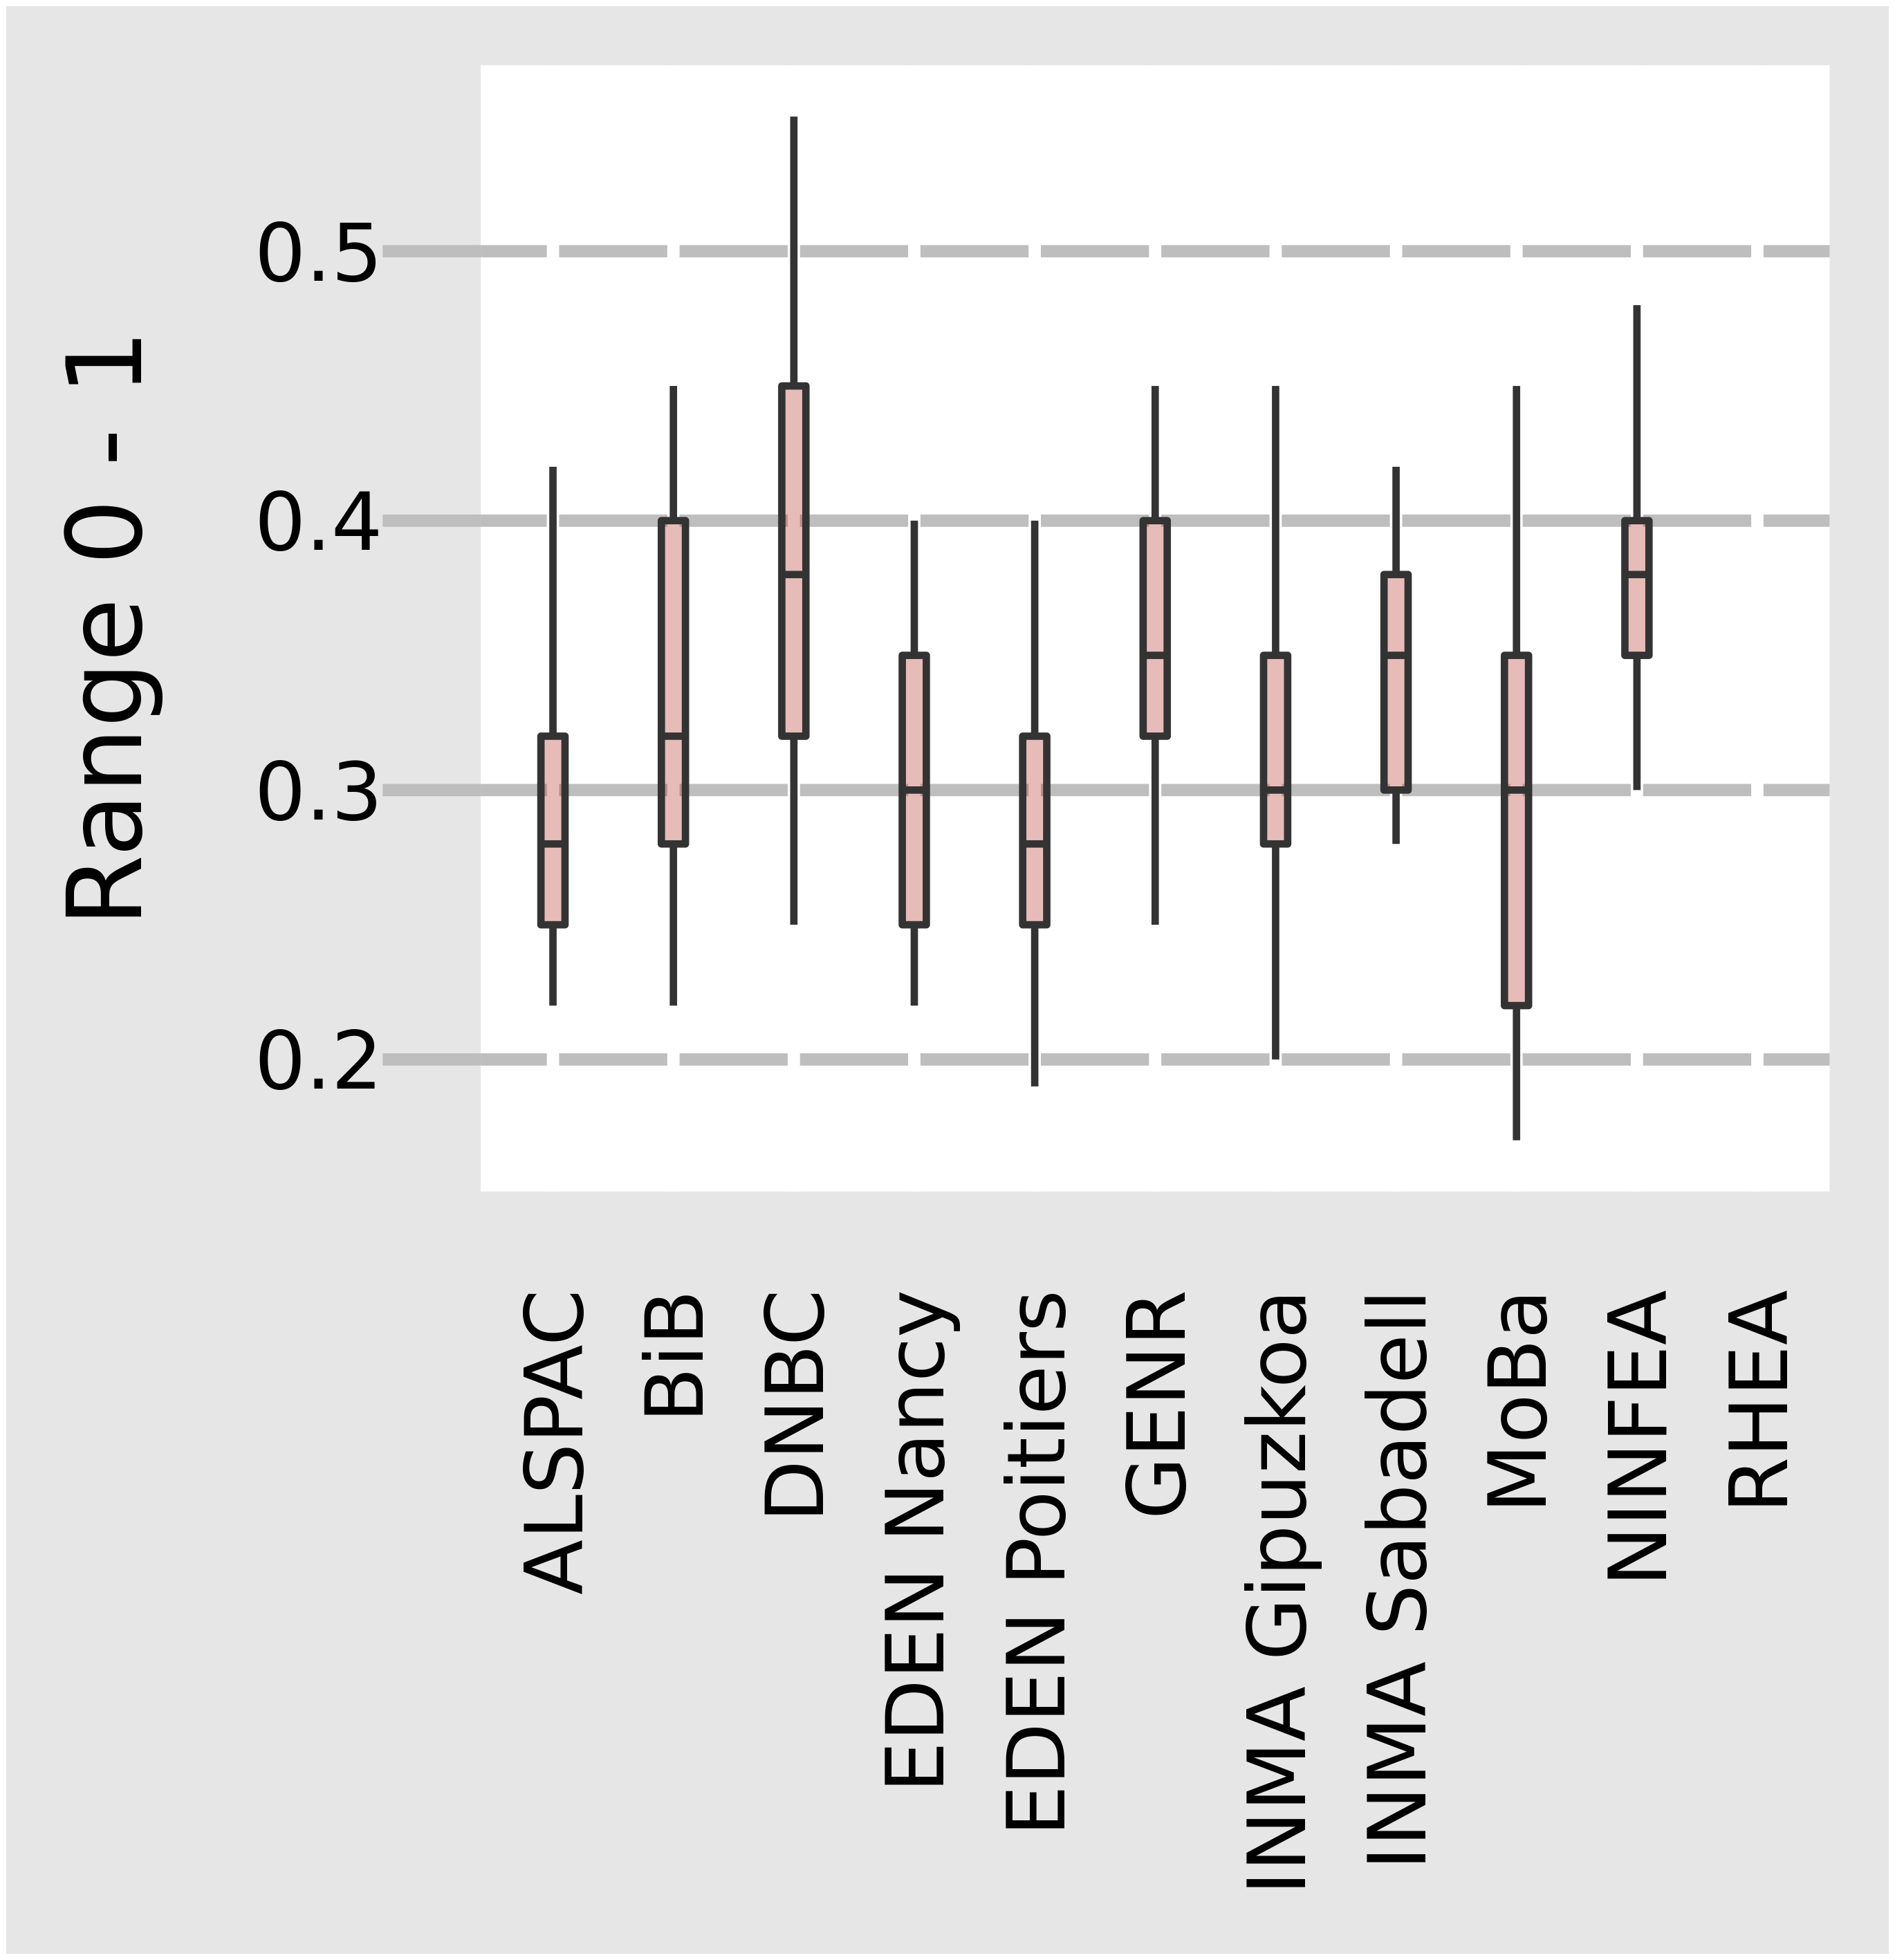 Range 0 - 1
0.5
0.4
0.3
0.2
ALSPAC
BiB
DNBC
EDEN Nancy
EDEN Poitiers
GENR
INMA Gipuzkoa
INMA Sabadell
MoBa
NINFEA
RHEA